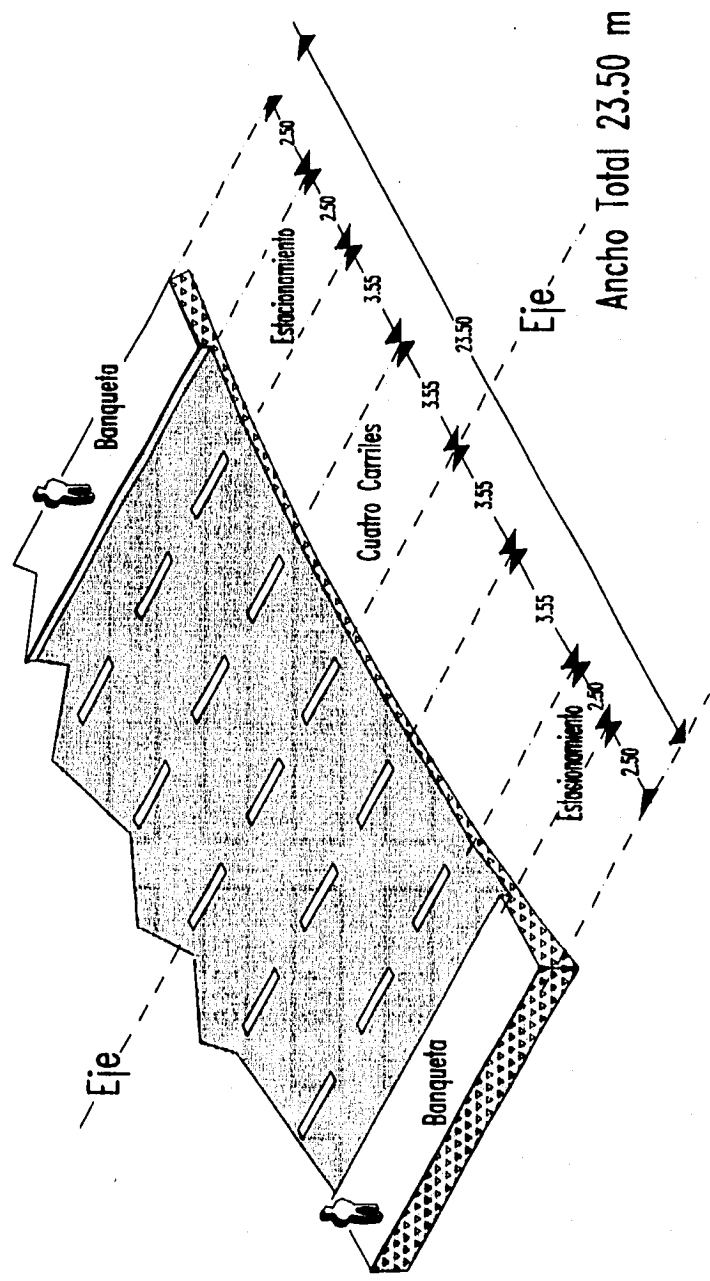 Eje
Banqueta
Banqueta
Estacionamiento
2.50
2.50
3.55
Cuatro Carriles
3.55
3.55
3.55
Estasionamiento
2.50
2.50
23.50
Eje
Ancho Total 23.50 m